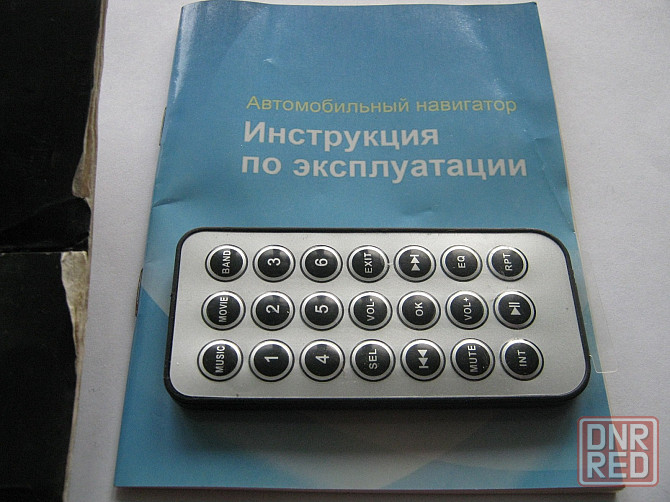 Автомобильный навигатор
Инструкция
по эксплуатации
BAND 3 6 EXIT ▶▶| EQ RPT
MOVIE 2 5 VOL- OK VOL+ ▶||
MUSIC 1 4 SEL |◀◀ MUTE INT
DNR
RED